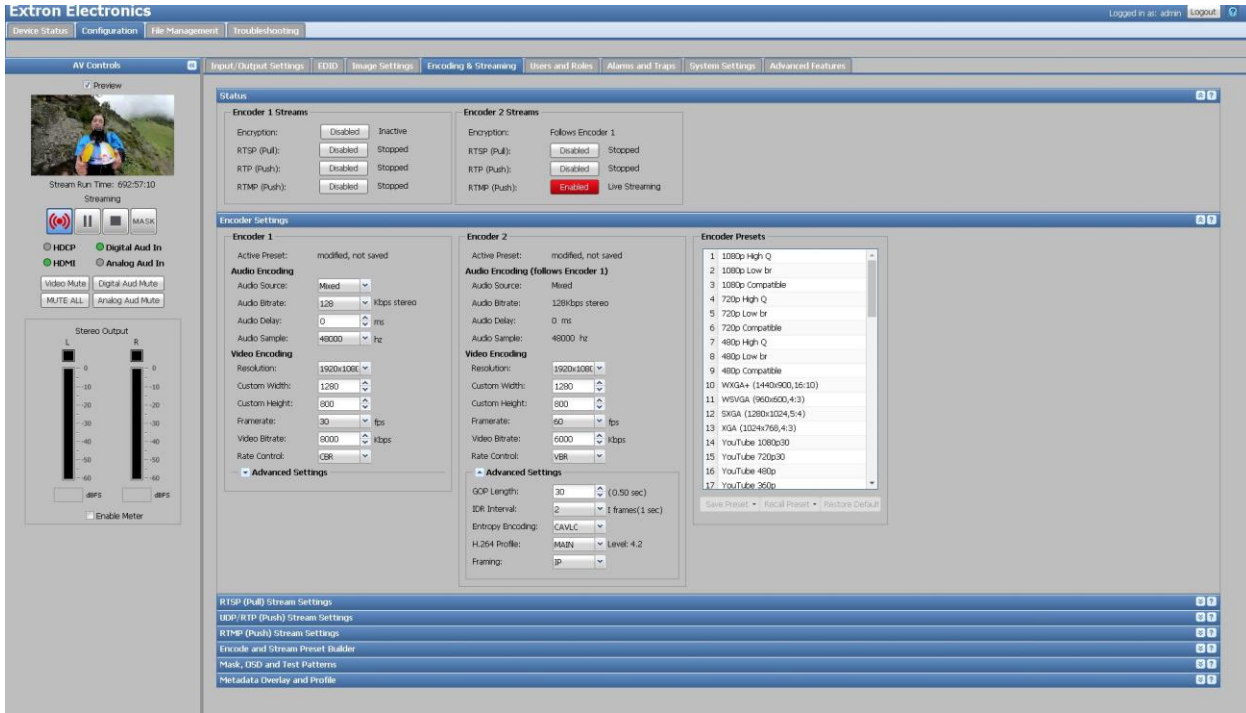 Extron Electronics
Logged in as: admin Logout ?
Device Status Configuration File Management Troubleshooting
AV Controls
Input/Output Settings EDID Image Settings Encoding & Streaming Users and Roles Alarms and Traps System Settings Advanced Features
Preview
Stream Run Time: 692:57:10
Streaming
MASK
HDCP Digital Aud In
HDMI Analog Aud In
Video Mute Digital Aud Mute
MUTE ALL Analog Aud Mute
Stereo Output
L R
0 0
-10 -10
-20 -20
-30 -30
-40 -40
-50 -50
-60 -60
dBFS dBFS
Enable Meter
Status
Encoder 1 Streams
Encryption: Disabled Inactive
RTSP (Pull): Disabled Stopped
RTP (Push): Disabled Stopped
RTMP (Push): Disabled Stopped
Encoder 2 Streams
Encryption: Follows Encoder 1
RTSP (Pull): Disabled Stopped
RTP (Push): Disabled Stopped
RTMP (Push): Enabled Live Streaming
Encoder Settings
Encoder 1
Active Preset: modified, not saved
Audio Encoding
Audio Source: Mixed
Audio Bitrate: 128 Kbps stereo
Audio Delay: 0 ms
Audio Sample: 48000 hz
Video Encoding
Resolution: 1920x1080
Custom Width: 1280
Custom Height: 800
Framerate: 30 fps
Video Bitrate: 8000 Kbps
Rate Control: CBR
Advanced Settings
Encoder 2
Active Preset: modified, not saved
Audio Encoding (follows Encoder 1)
Audio Source: Mixed
Audio Bitrate: 128Kbps stereo
Audio Delay: 0 ms
Audio Sample: 48000 hz
Video Encoding
Resolution: 1920x1080
Custom Width: 1280
Custom Height: 800
Framerate: 60 fps
Video Bitrate: 6000 Kbps
Rate Control: VBR
Advanced Settings
GOP Length: 30 (0.50 sec)
IDR Interval: 2 I frames(1 sec)
Entropy Encoding: CAVLC
H.264 Profile: MAIN Level: 4.2
Framing: IP
Encoder Presets
1 1080p High Q
2 1080p Low br
3 1080p Compatible
4 720p High Q
5 720p Low br
6 720p Compatible
7 480p High Q
8 480p Low br
9 480p Compatible
10 WXGA+ (1440x900,16:10)
11 WSVGA (960x600,4:3)
12 SXGA (1280x1024,5:4)
13 XGA (1024x768,4:3)
14 YouTube 1080p30
15 YouTube 720p30
16 YouTube 480p
17 YouTube 360p
Save Preset Recall Preset Restore Default
RTSP (Pull) Stream Settings
UDP/RTP (Push) Stream Settings
RTMP (Push) Stream Settings
Encode and Stream Preset Builder
Mask, OSD and Test Patterns
Metadata Overlay and Profile